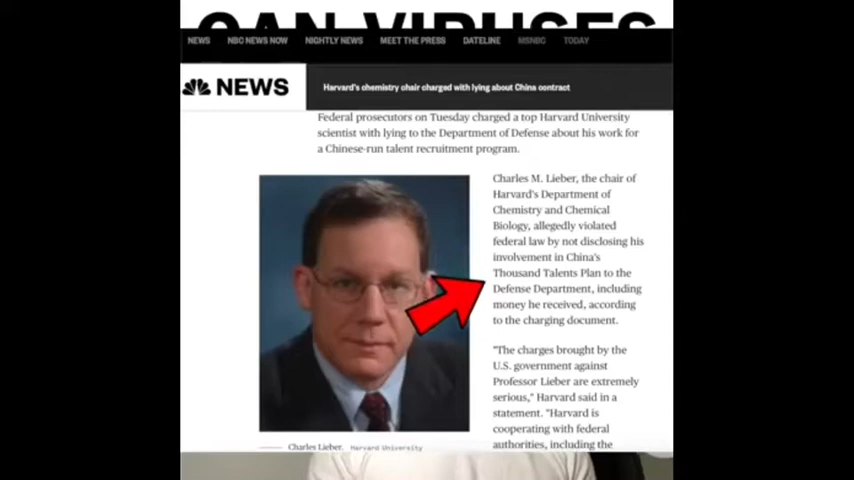 CAN VIRUSES
NEWS NBC NEWS NOW NIGHTLY NEWS MEET THE PRESS DATELINE MSNBC TODAY
NEWS
Harvard's chemistry chair charged with lying about China contract
Federal prosecutors on Tuesday charged a top Harvard University
scientist with lying to the Department of Defense about his work for
a Chinese-run talent recruitment program.
Charles M. Lieber, the chair of
Harvard's Department of
Chemistry and Chemical
Biology, allegedly violated
federal law by not disclosing his
involvement in China's
Thousand Talents Plan to the
Defense Department, including
money he received, according
to the charging document.
"The charges brought by the
U.S. government against
Professor Lieber are extremely
serious," Harvard said in a
statement. "Harvard is
cooperating with federal
authorities, including the
Charles Lieber. Harvard University